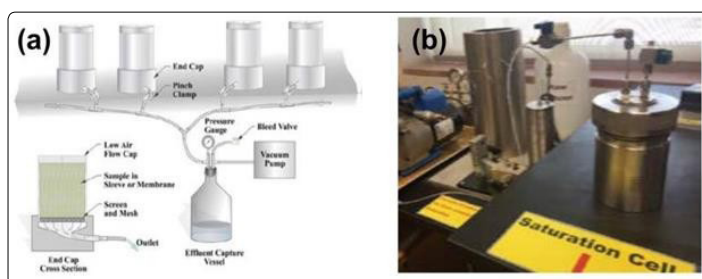 (a)
End Cap
Pinch
Clamp
Pressure
Gauge
Bleed Valve
Vacuum
Pump
Low Air
Flow Cap
Sample in
Sleeve or Membrane
Screen and Mesh
Outlet
End Cap
Cross Section
Effluent Capture
Vessel
(b)
Saturation Cell